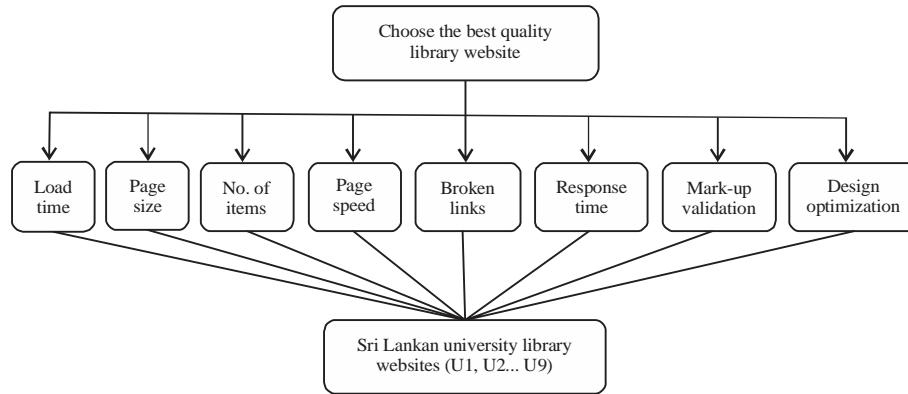 Choose the best quality
library website
Load
time
Page
size
No. of
items
Page
speed
Broken
links
Response
time
Mark-up
validation
Design
optimization
Sri Lankan university library
websites (U1, U2... U9)